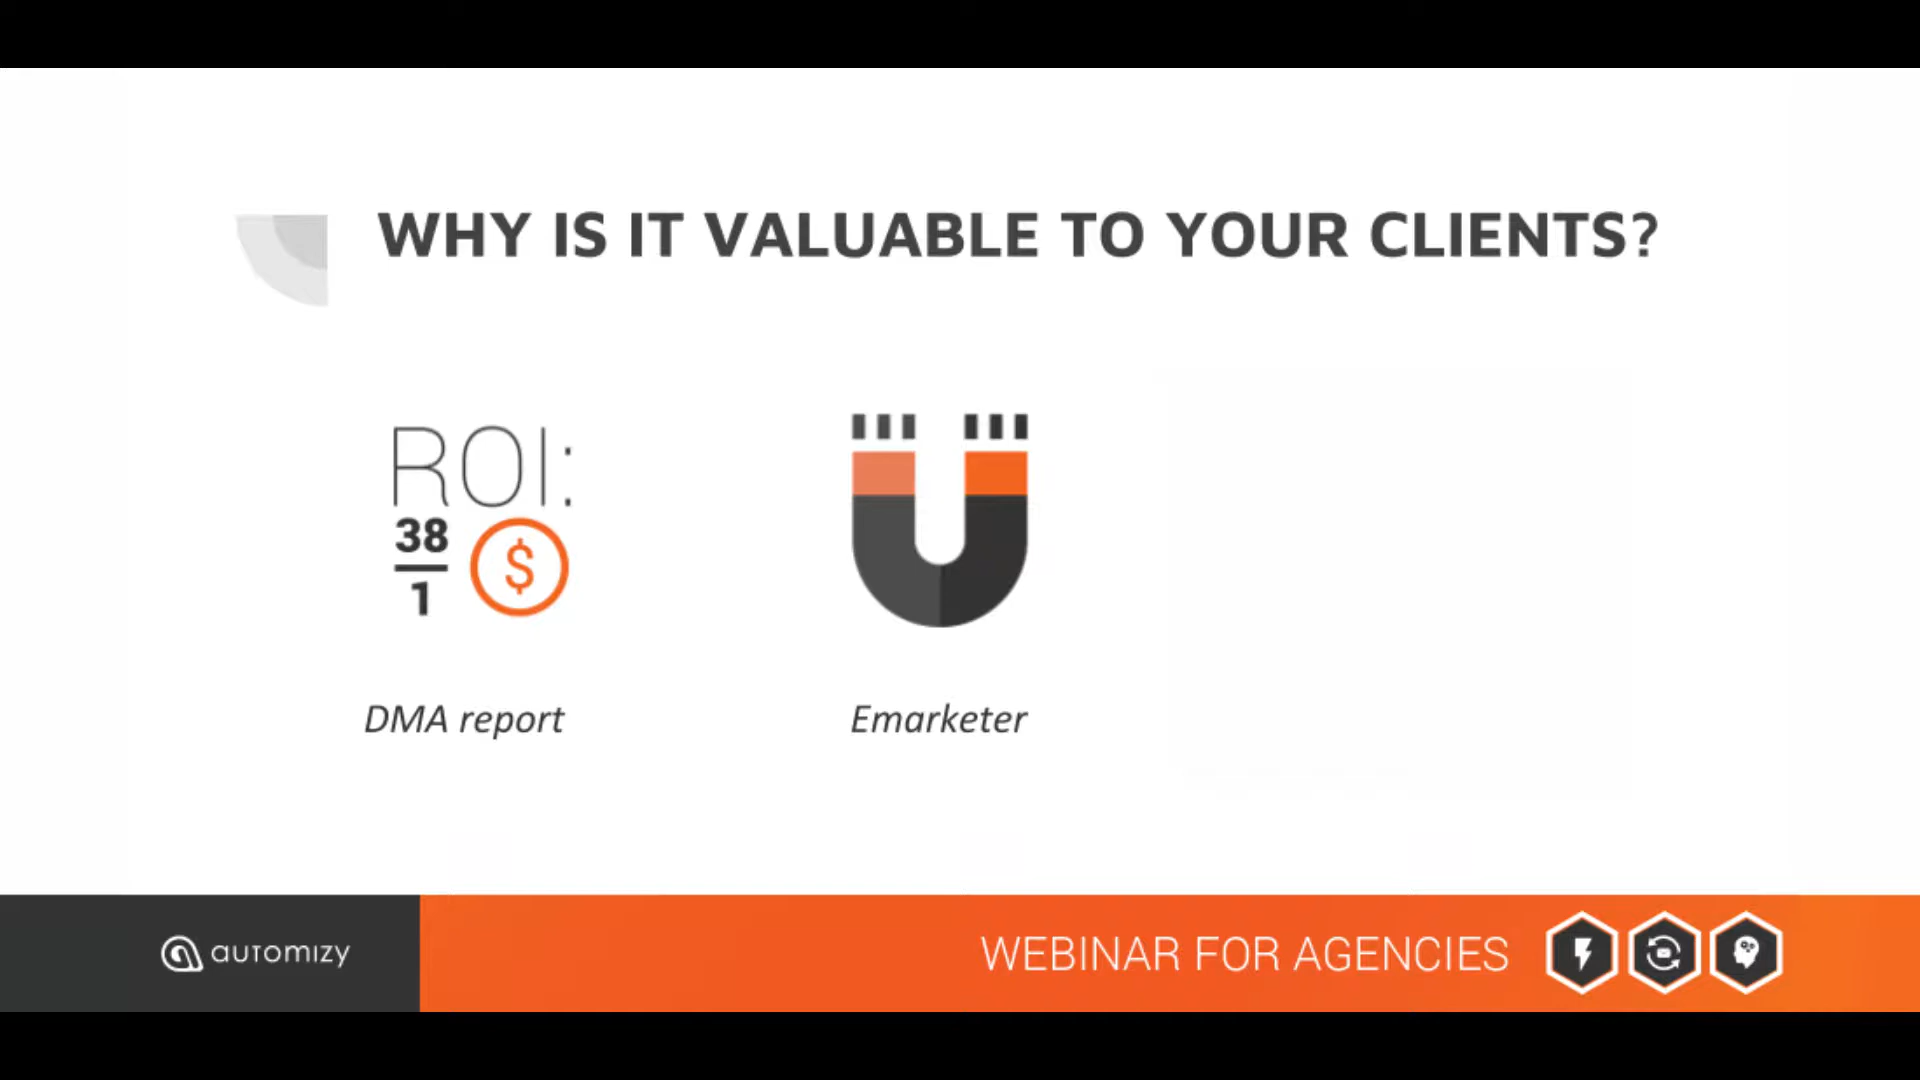 WHY IS IT VALUABLE TO YOUR CLIENTS?
ROI:
38
1
$
DMA report
Emarketer
automizy
WEBINAR FOR AGENCIES